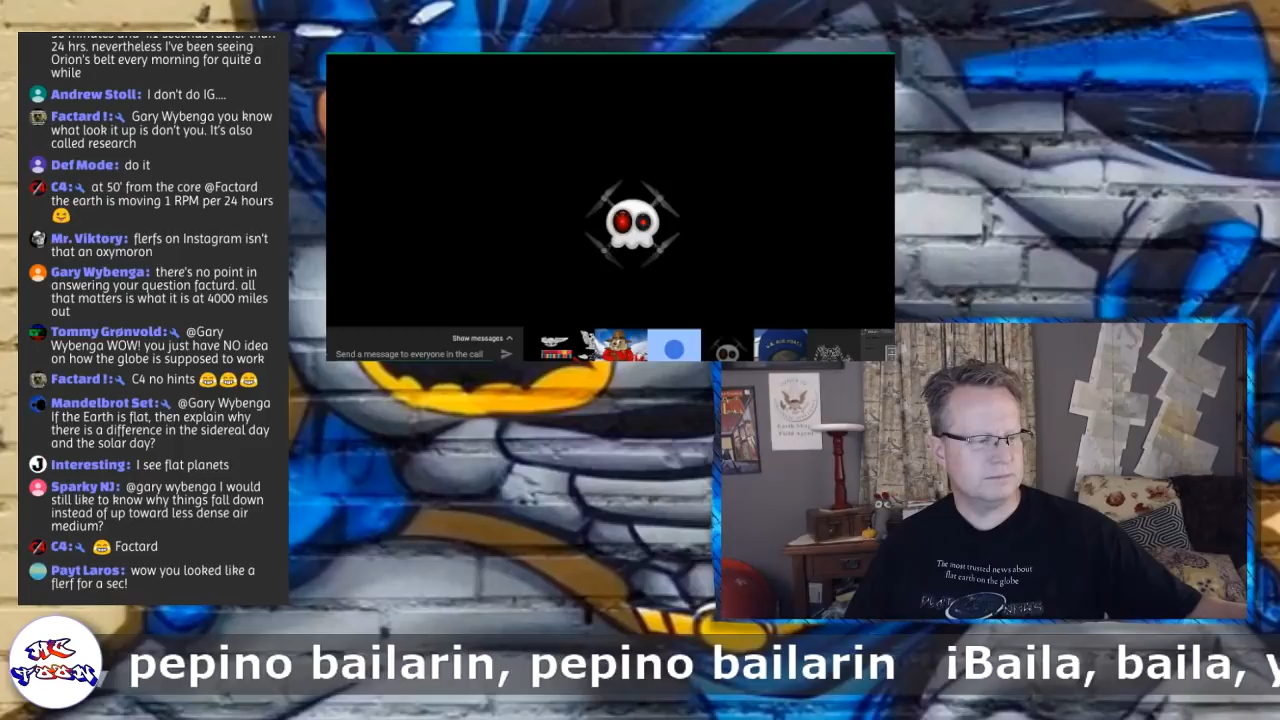 24 hrs. nevertheless I've been seeing
Orion's belt every morning for quite a
while
Andrew Stoll: I don't do IG....
Factard !: Gary Wybenga you know
what look it up is don't you. It's also
called research
Def Mode: do it
C4: at 50' from the core @Factard
the earth is moving 1 RPM per 24 hours
Mr. Viktory: flerfs on Instagram isn't
that an oxymoron
Gary Wybenga: there's no point in
answering your question facturd. all
that matters is what it is at 4000 miles
out
Tommy Grønvold: @Gary
Wybenga WOW! you just have NO idea
on how the globe is supposed to work
Factard !: C4 no hints 😂😂😂
Mandelbrot Set: @Gary Wybenga
If the Earth is flat, then explain why
there is a difference in the sidereal day
and the solar day?
Interesting: I see flat planets
Sparky NJ: @gary wybenga I would
still like to know why things fall down
instead of up toward less dense air
medium?
C4: 😂 Factard
Payt Laros: wow you looked like a
flerf for a sec!
Show messages
Send a message to everyone in the call
The most trusted news about
flat earth on the globe
MC
TOON
, pepino bailarin, pepino bailarin iBaila, baila, y